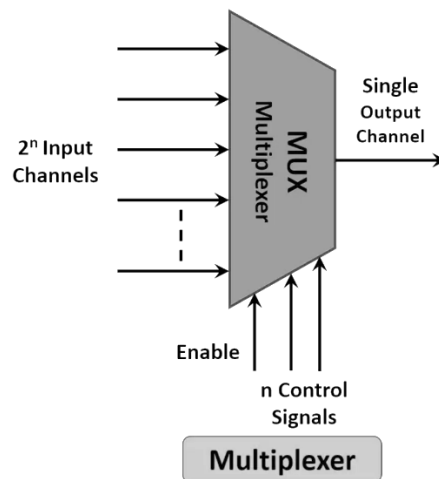 Single
Output
Channel
2ⁿ Input
Channels
MUX
Multiplexer
Enable
n Control
Signals
Multiplexer